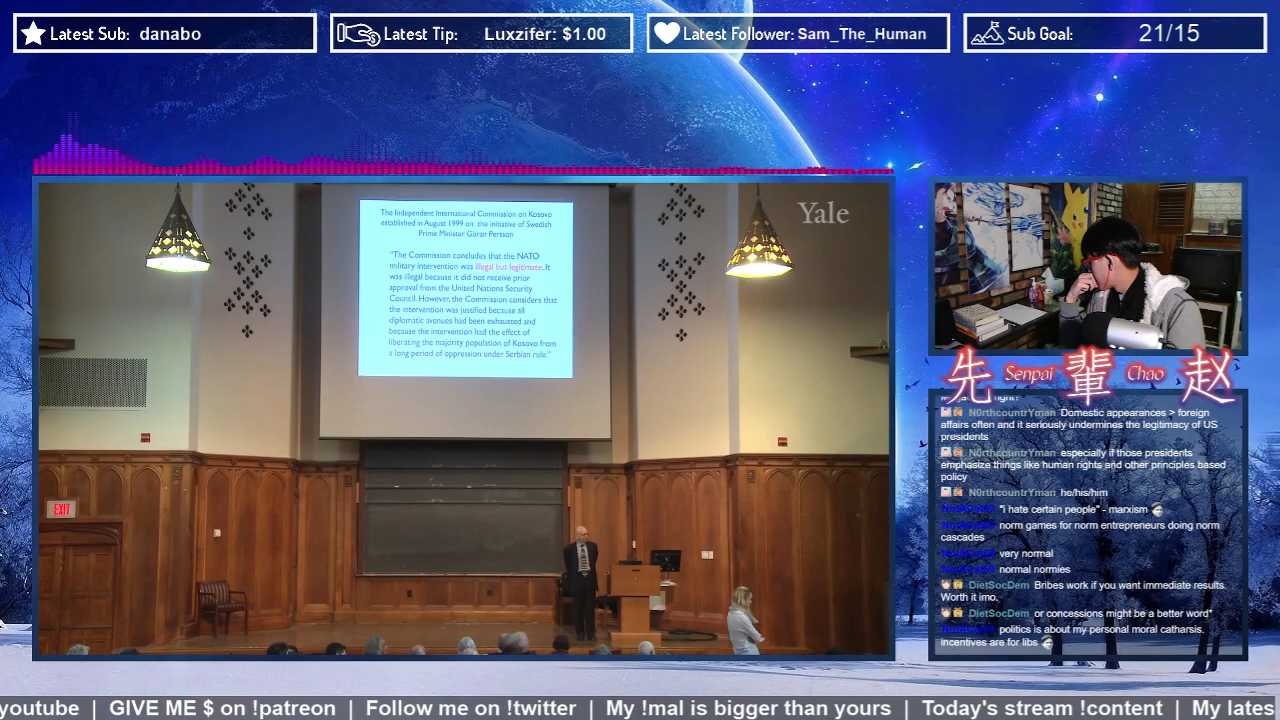 Latest Sub: danabo
Latest Tip: Luxzifer: $1.00
Latest Follower: Sam_The_Human
Sub Goal: 21/15
Yale
The Independent International Commission on Kosovo
established in August 1999 on the initiative of Swedish
Prime Minister Göran Persson
"The Commission concludes that the NATO
military intervention was illegal but legitimate. It
was illegal because it did not receive prior
approval from the United Nations Security
Council. However, the Commission considers that
the intervention was justified because all
diplomatic avenues had been exhausted and
because the intervention had the effect of
liberating the majority population of Kosovo from
a long period of oppression under Serbian rule."
EXIT
先 Senpai 輩 Chao 赵
right?
N0rthcountrYman Domestic appearances > foreign
affairs often and it seriously undermines the legitimacy of US
presidents
N0rthcountrYman especially if those presidents
emphasize things like human rights and other principles based
policy
N0rthcountrYman he/his/him
"i hate certain people" - marxism
norm games for norm entrepreneurs doing norm
cascades
very normal
normal normies
DietSocDem Bribes work if you want immediate results.
Worth it imo.
DietSocDem or concessions might be a better word*
politics is about my personal moral catharsis.
incentives are for libs
youtube | GIVE ME $ on !patreon | Follow me on !twitter | My !mal is bigger than yours | Today's stream !content | My lates